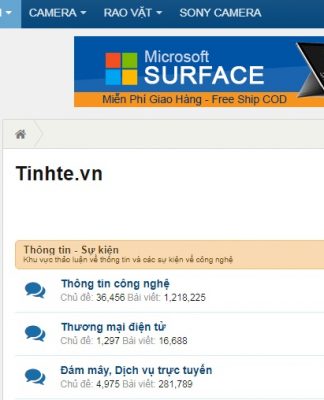 CAMERA RAO VẶT SONY CAMERA
Microsoft
SURFACE
Miễn Phí Giao Hàng - Free Ship COD
Tinhte.vn
Thông tin - Sự kiện
Khu vực thảo luận về thông tin và các sự kiện về công nghệ
Thông tin công nghệ
Chủ đề: 36,456 Bài viết: 1,218,225
Thương mại điện tử
Chủ đề: 1,297 Bài viết: 16,688
Đám mây, Dịch vụ trực tuyến
Chủ đề: 4,975 Bài viết: 281,789